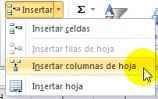 Insertar
Σ
Insertar celdas
Insertar filas de hoja
Insertar columnas de hoja
Insertar hoja